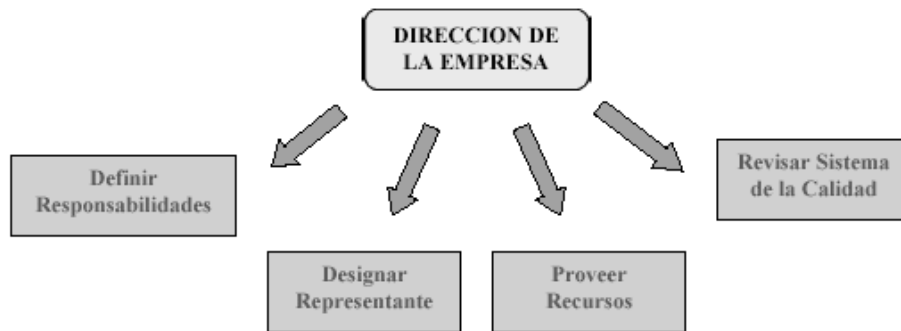 DIRECCION DE
LA EMPRESA
Definir
Responsabilidades
Designar
Representante
Proveer
Recursos
Revisar Sistema
de la Calidad